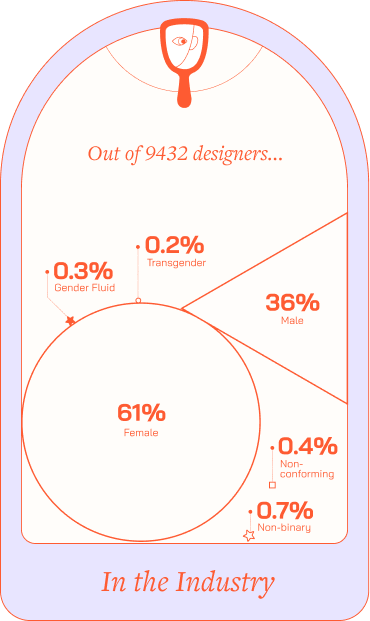 Out of 9432 designers...
0.2%
Transgender
0.3%
Gender Fluid
36%
Male
61%
Female
0.4%
Non-
conforming
0.7%
Non-binary
In the Industry